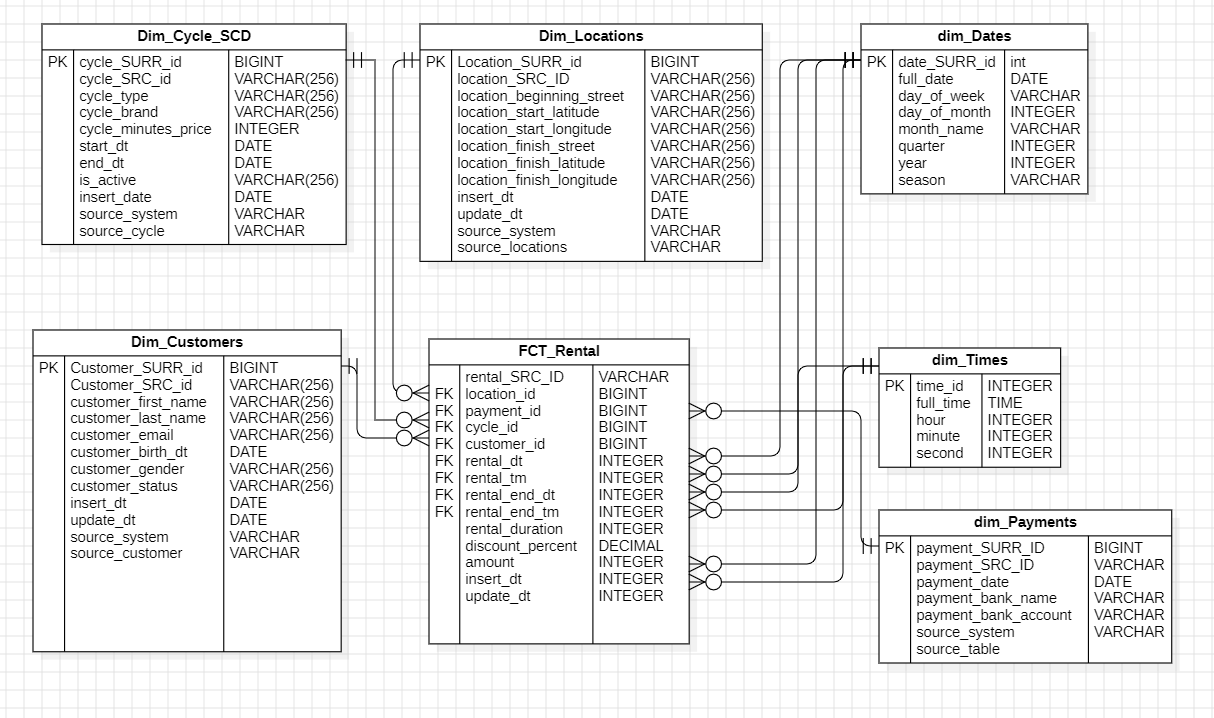 Dim_Cycle_SCD
PK cycle_SURR_id BIGINT
cycle_SRC_id VARCHAR(256)
cycle_type VARCHAR(256)
cycle_brand VARCHAR(256)
cycle_minutes_price INTEGER
start_dt DATE
end_dt DATE
is_active VARCHAR(256)
insert_date DATE
source_system VARCHAR
source_cycle VARCHAR
Dim_Locations
PK Location_SURR_id BIGINT
location_SRC_ID VARCHAR(256)
location_beginning_street VARCHAR(256)
location_start_latitude VARCHAR(256)
location_start_longitude VARCHAR(256)
location_finish_street VARCHAR(256)
location_finish_latitude VARCHAR(256)
location_finish_longitude VARCHAR(256)
insert_dt DATE
update_dt DATE
source_system VARCHAR
source_locations VARCHAR
dim_Dates
PK date_SURR_id int
full_date DATE
day_of_week VARCHAR
day_of_month INTEGER
month_name VARCHAR
quarter INTEGER
year INTEGER
season VARCHAR
Dim_Customers
PK Customer_SURR_id BIGINT
Customer_SRC_id VARCHAR(256)
customer_first_name VARCHAR(256)
customer_last_name VARCHAR(256)
customer_email VARCHAR(256)
customer_birth_dt DATE
customer_gender VARCHAR(256)
customer_status VARCHAR(256)
insert_dt DATE
update_dt DATE
source_system VARCHAR
source_customer VARCHAR
FCT_Rental
rental_SRC_ID VARCHAR
FK location_id BIGINT
FK payment_id BIGINT
FK cycle_id BIGINT
FK customer_id BIGINT
FK rental_dt INTEGER
FK rental_tm INTEGER
FK rental_end_dt INTEGER
FK rental_end_tm INTEGER
rental_duration INTEGER
discount_percent DECIMAL
amount INTEGER
insert_dt INTEGER
update_dt INTEGER
dim_Times
PK time_id INTEGER
full_time TIME
hour INTEGER
minute INTEGER
second INTEGER
dim_Payments
PK payment_SURR_ID BIGINT
payment_SRC_ID VARCHAR
payment_date DATE
payment_bank_name VARCHAR
payment_bank_account VARCHAR
source_system VARCHAR
source_table